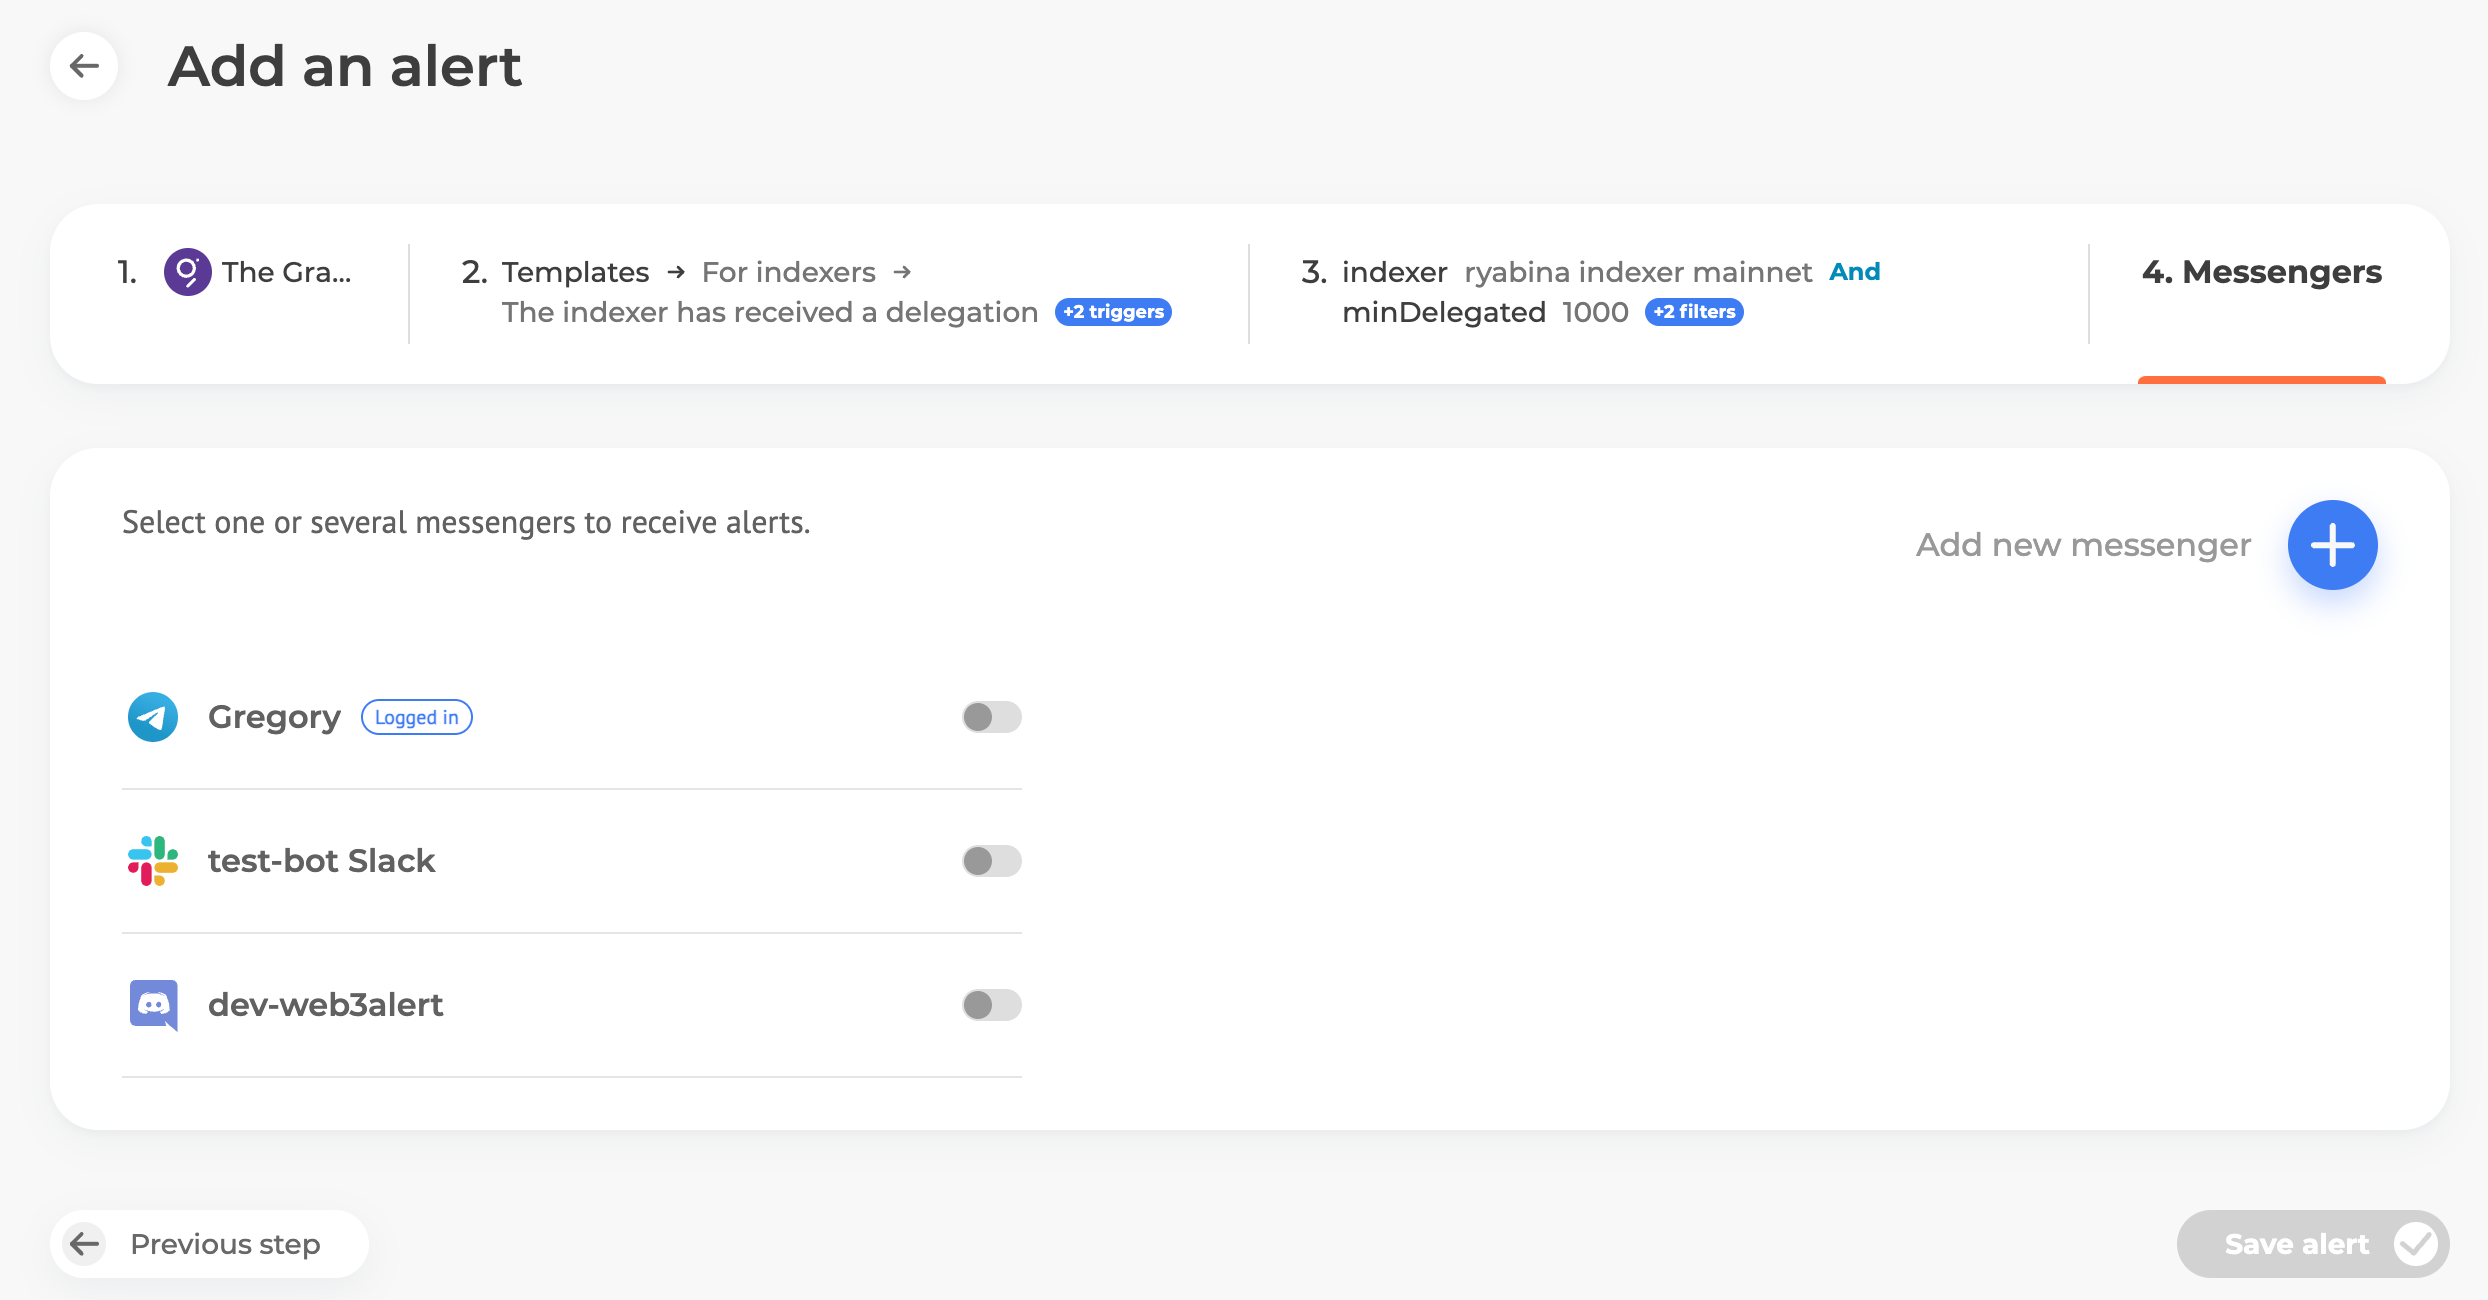 Add an alert
1. The Gra...
2. Templates → For indexers →
The indexer has received a delegation +2 triggers
3. indexer ryabina indexer mainnet And
minDelegated 1000 +2 filters
4. Messengers
Select one or several messengers to receive alerts.
Add new messenger
Gregory Logged in
test-bot Slack
dev-web3alert
Previous step
Save alert